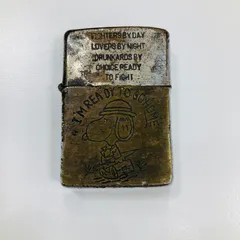 FIGHTERS BY DAY
LOVERS BY NIGHT
DRUNKARDS BY
CHOICE READY
TO FIGHT
I'M READY TO